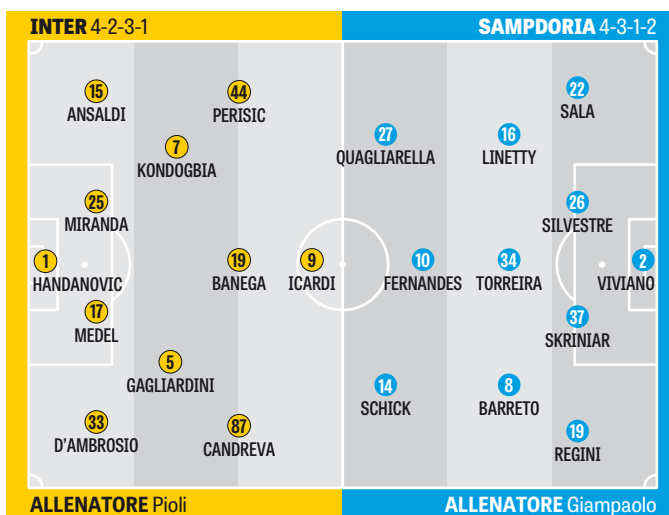 INTER 4-2-3-1
SAMPDORIA 4-3-1-2
15
ANSALDI
44
PERISIC
7
KONDOGBIA
25
MIRANDA
1
HANDANOVIC
19
BANEGA
9
ICARDI
17
MEDEL
5
GAGLIARDINI
33
D'AMBROSIO
87
CANDREVA
22
SALA
27
QUAGLIARELLA
16
LINETTY
26
SILVESTRE
10
FERNANDES
34
TORREIRA
2
VIVIANO
37
SKRINIAR
14
SCHICK
8
BARRETO
19
REGINI
ALLENATORE Pioli
ALLENATORE Giampaolo